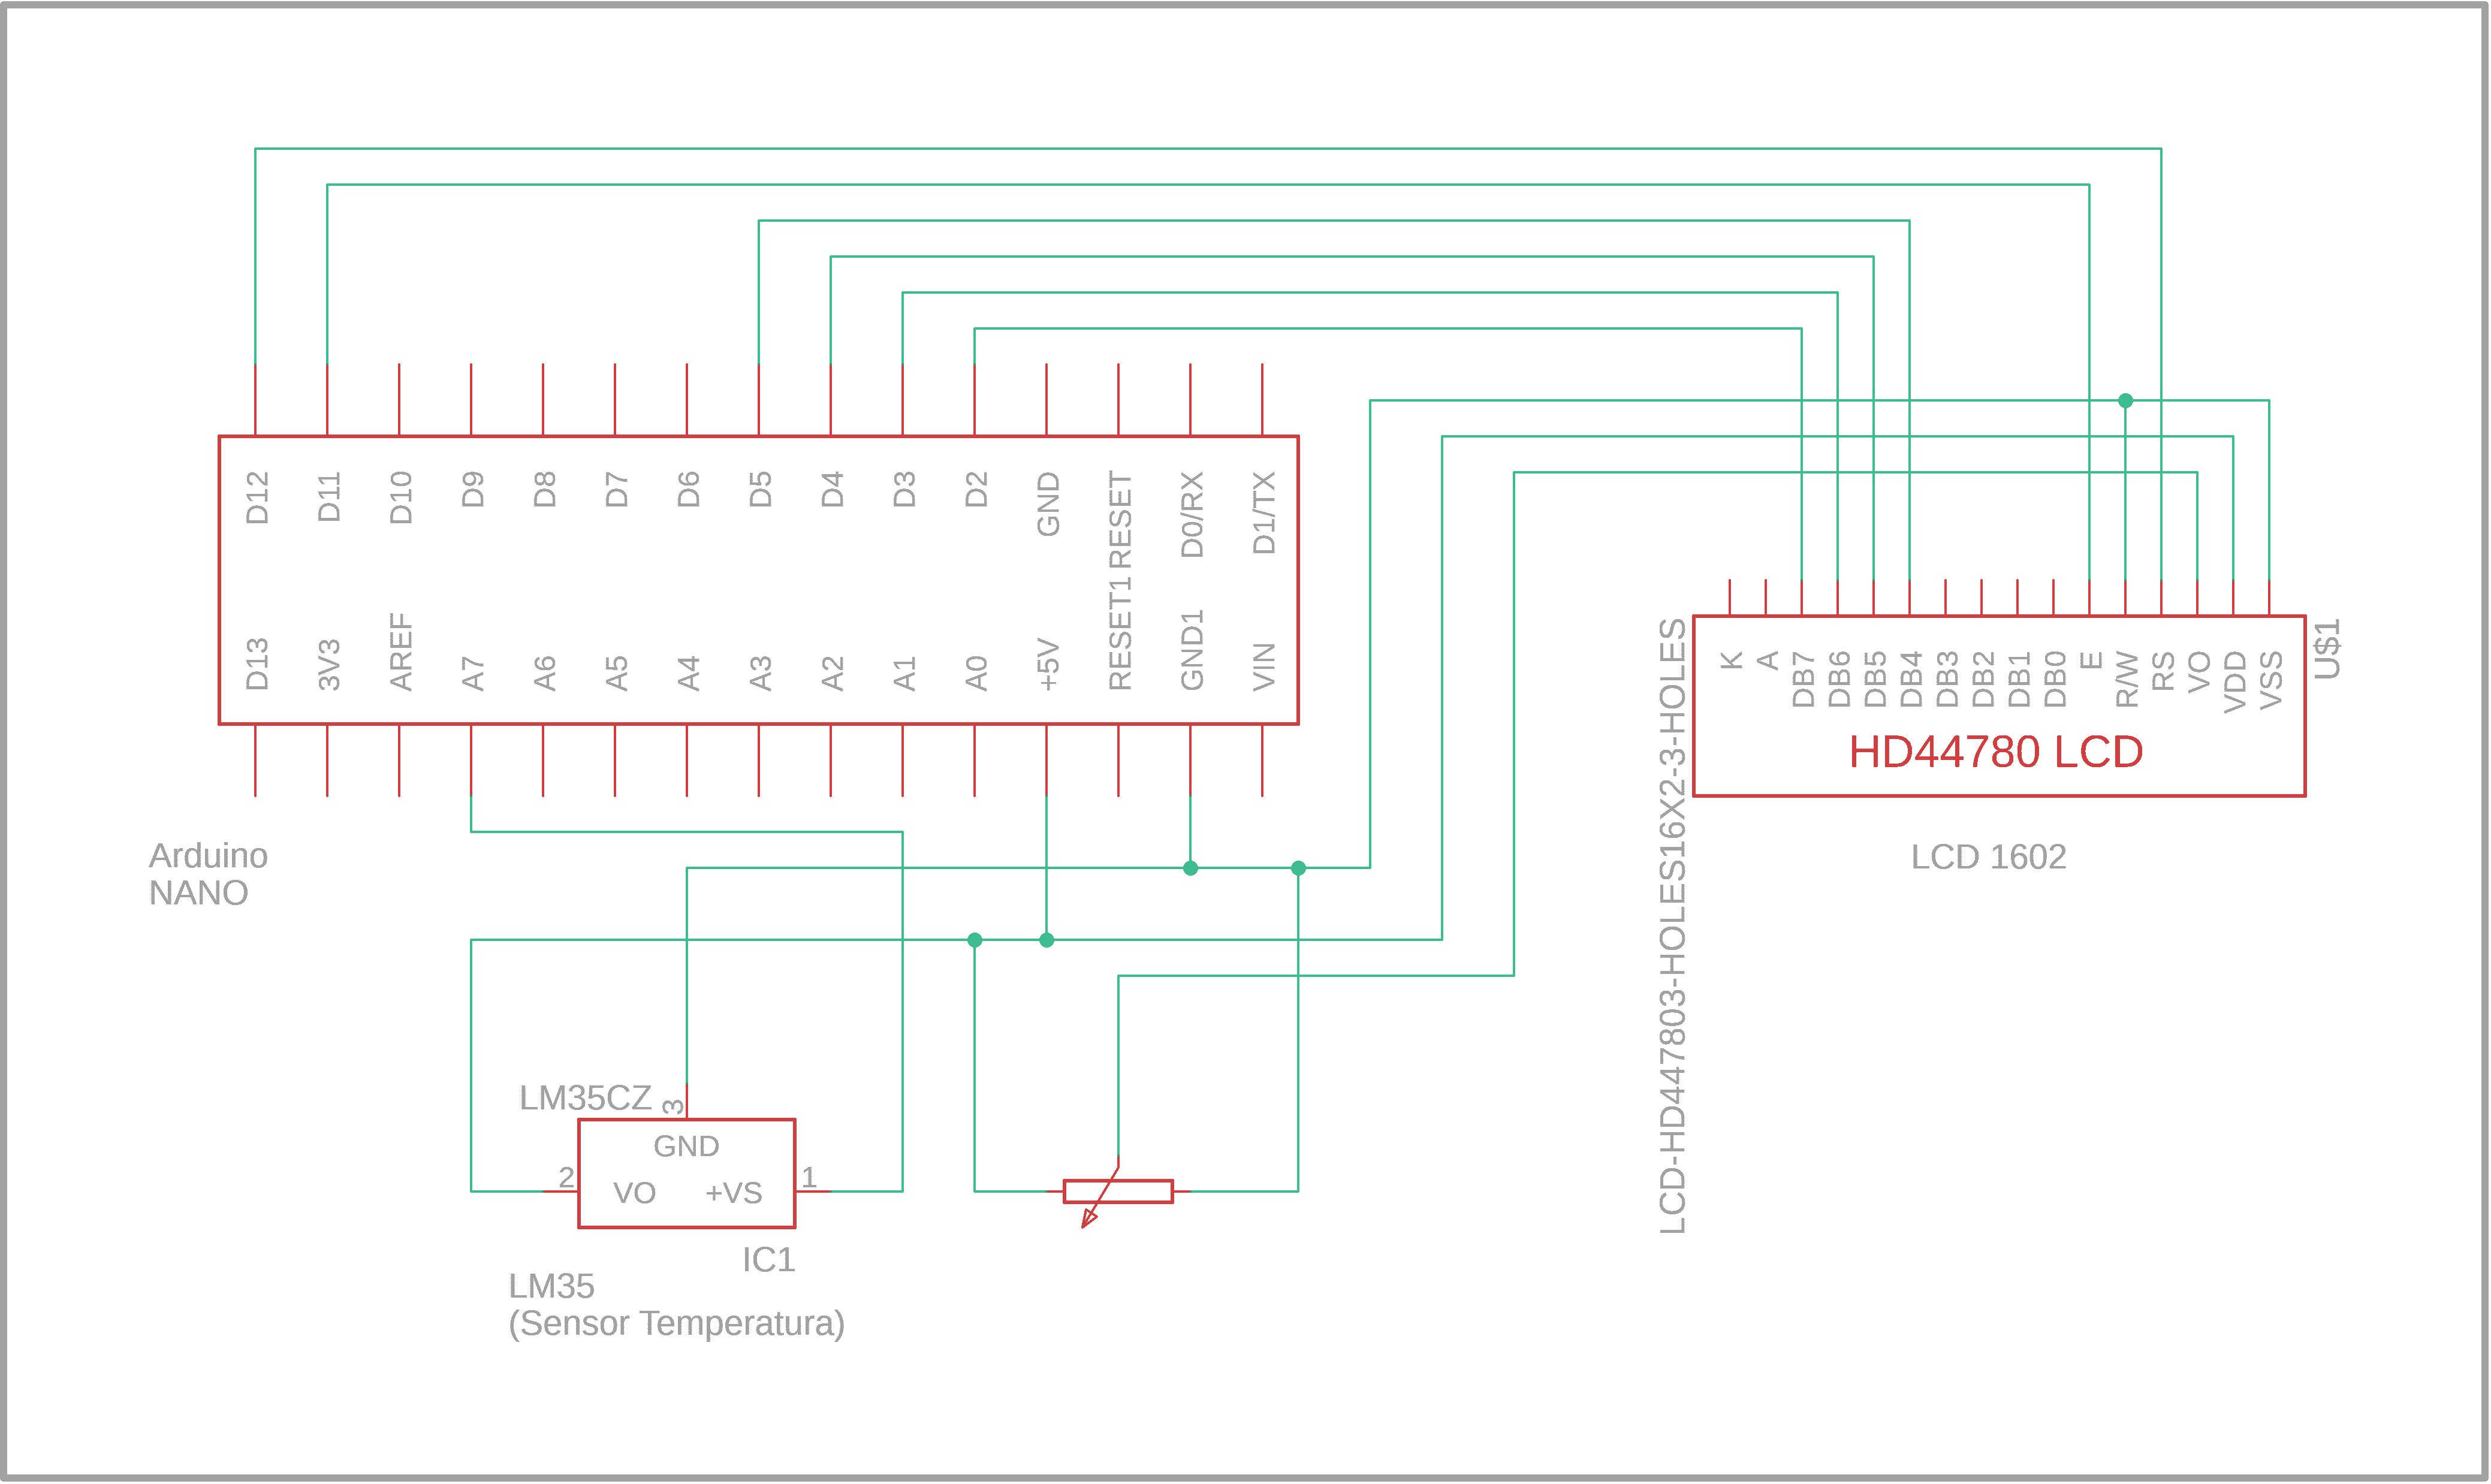 D12
D11
D10
D9
D8
D7
D6
D5
D4
D3
D2
GND
RESET
D0/RX
D1/TX
D13
3V3
AREF
A7
A6
A5
A4
A3
A2
A1
A0
+5V
RESET1
GND1
VIN
Arduino
NANO
K
A
DB7
DB6
DB5
DB4
DB3
DB2
DB1
DB0
E
R/W
RS
VO
VDD
VSS
U$1
HD44780 LCD
LCD-HD447803-HOLES16X2-3-HOLES
LCD 1602
LM35CZ
3
GND
2
VO
+VS
1
IC1
LM35
(Sensor Temperatura)